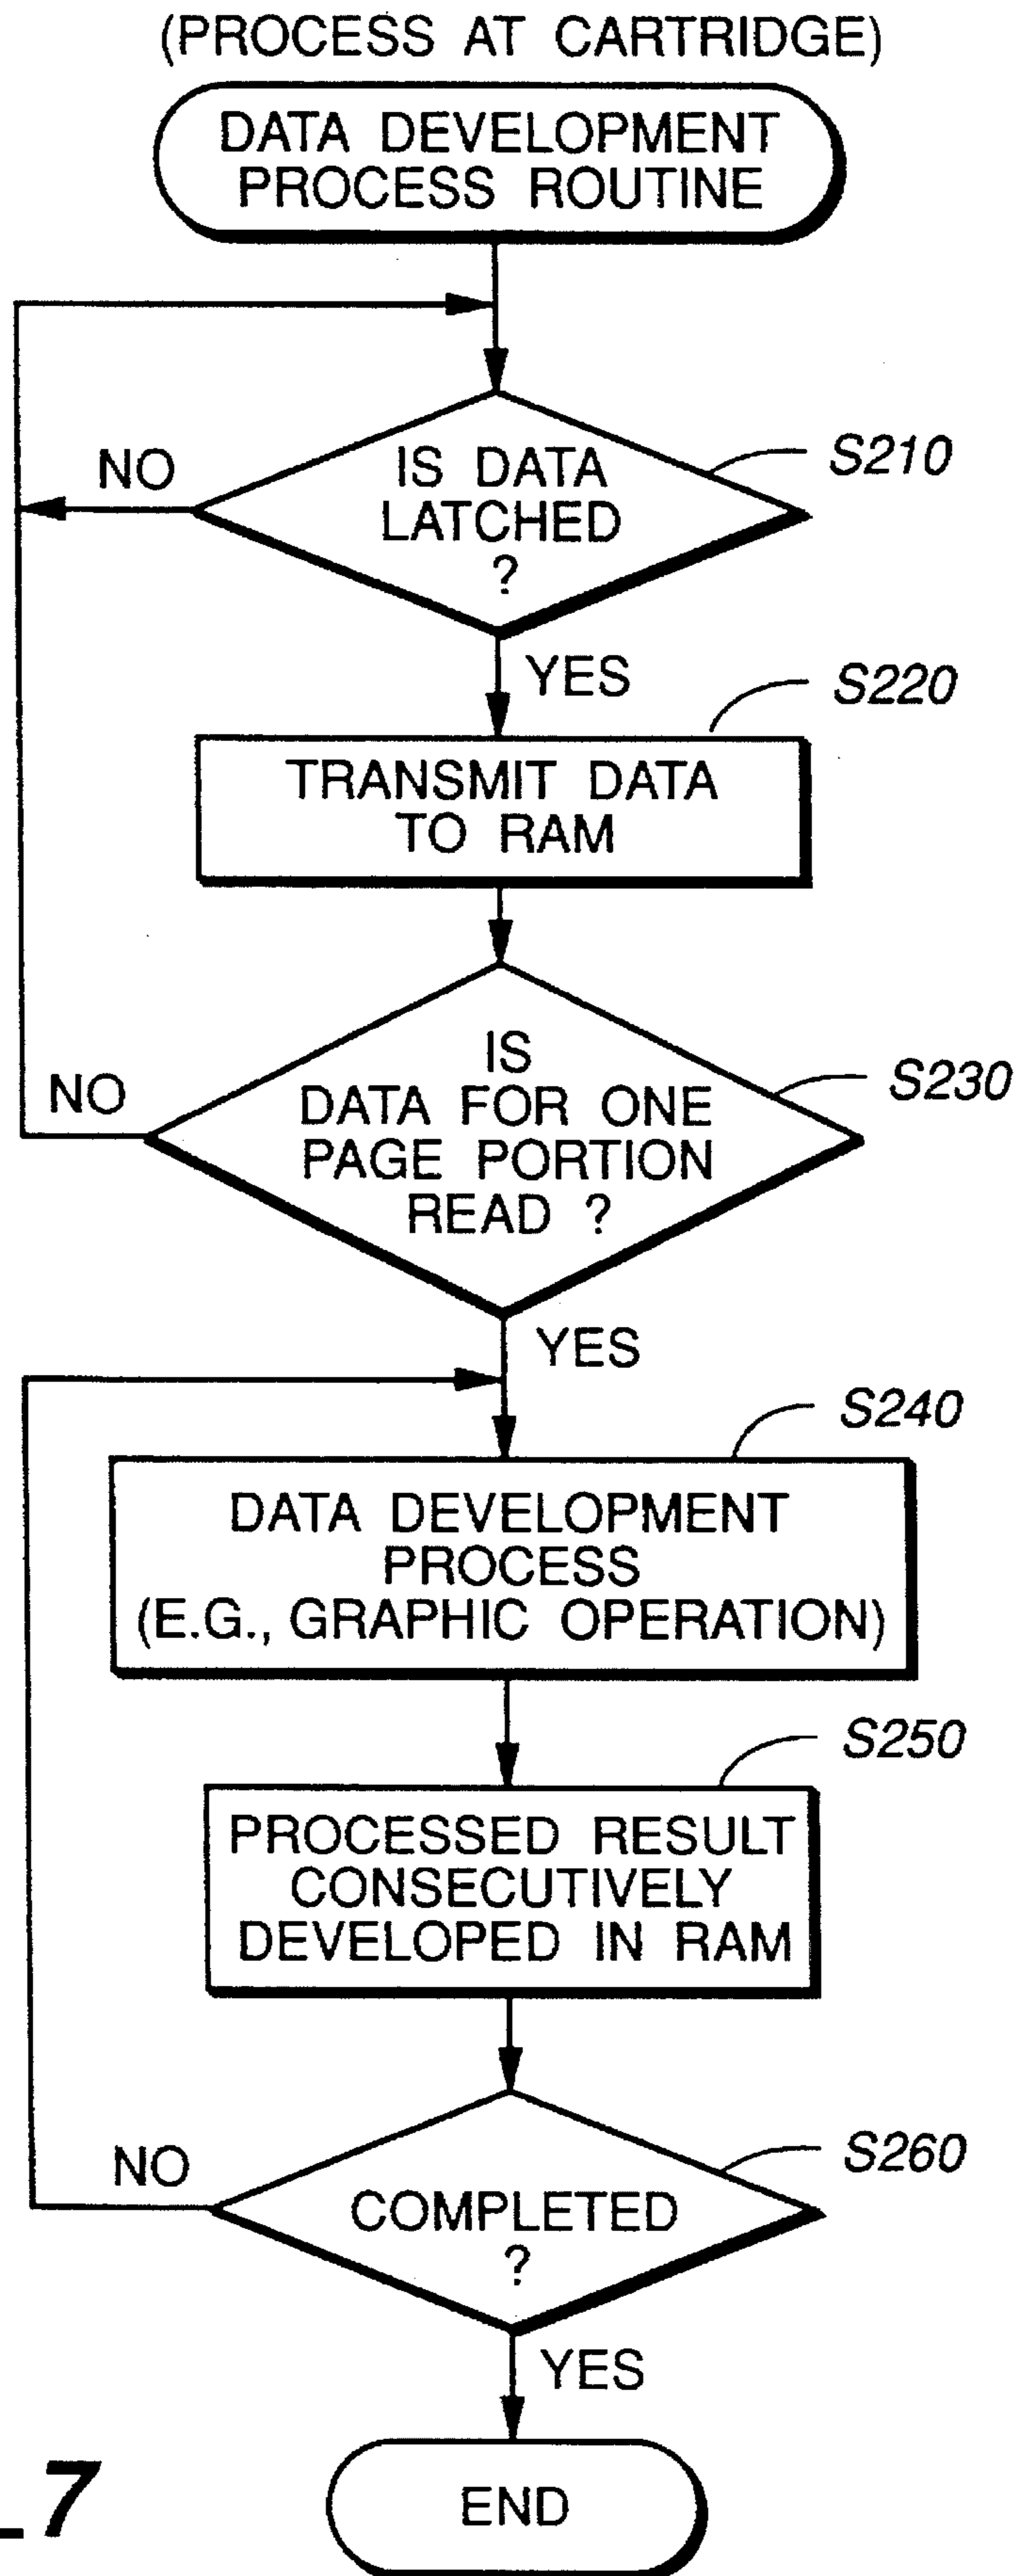 (PROCESS AT CARTRIDGE)
DATA DEVELOPMENT
PROCESS ROUTINE
NO
IS DATA
LATCHED
?
S210
YES
S220
TRANSMIT DATA
TO RAM
IS
DATA FOR ONE
PAGE PORTION
READ ?
S230
NO
YES
S240
DATA DEVELOPMENT
PROCESS
(E.G., GRAPHIC OPERATION)
S250
PROCESSED RESULT
CONSECUTIVELY
DEVELOPED IN RAM
S260
NO
COMPLETED
?
YES
END
7